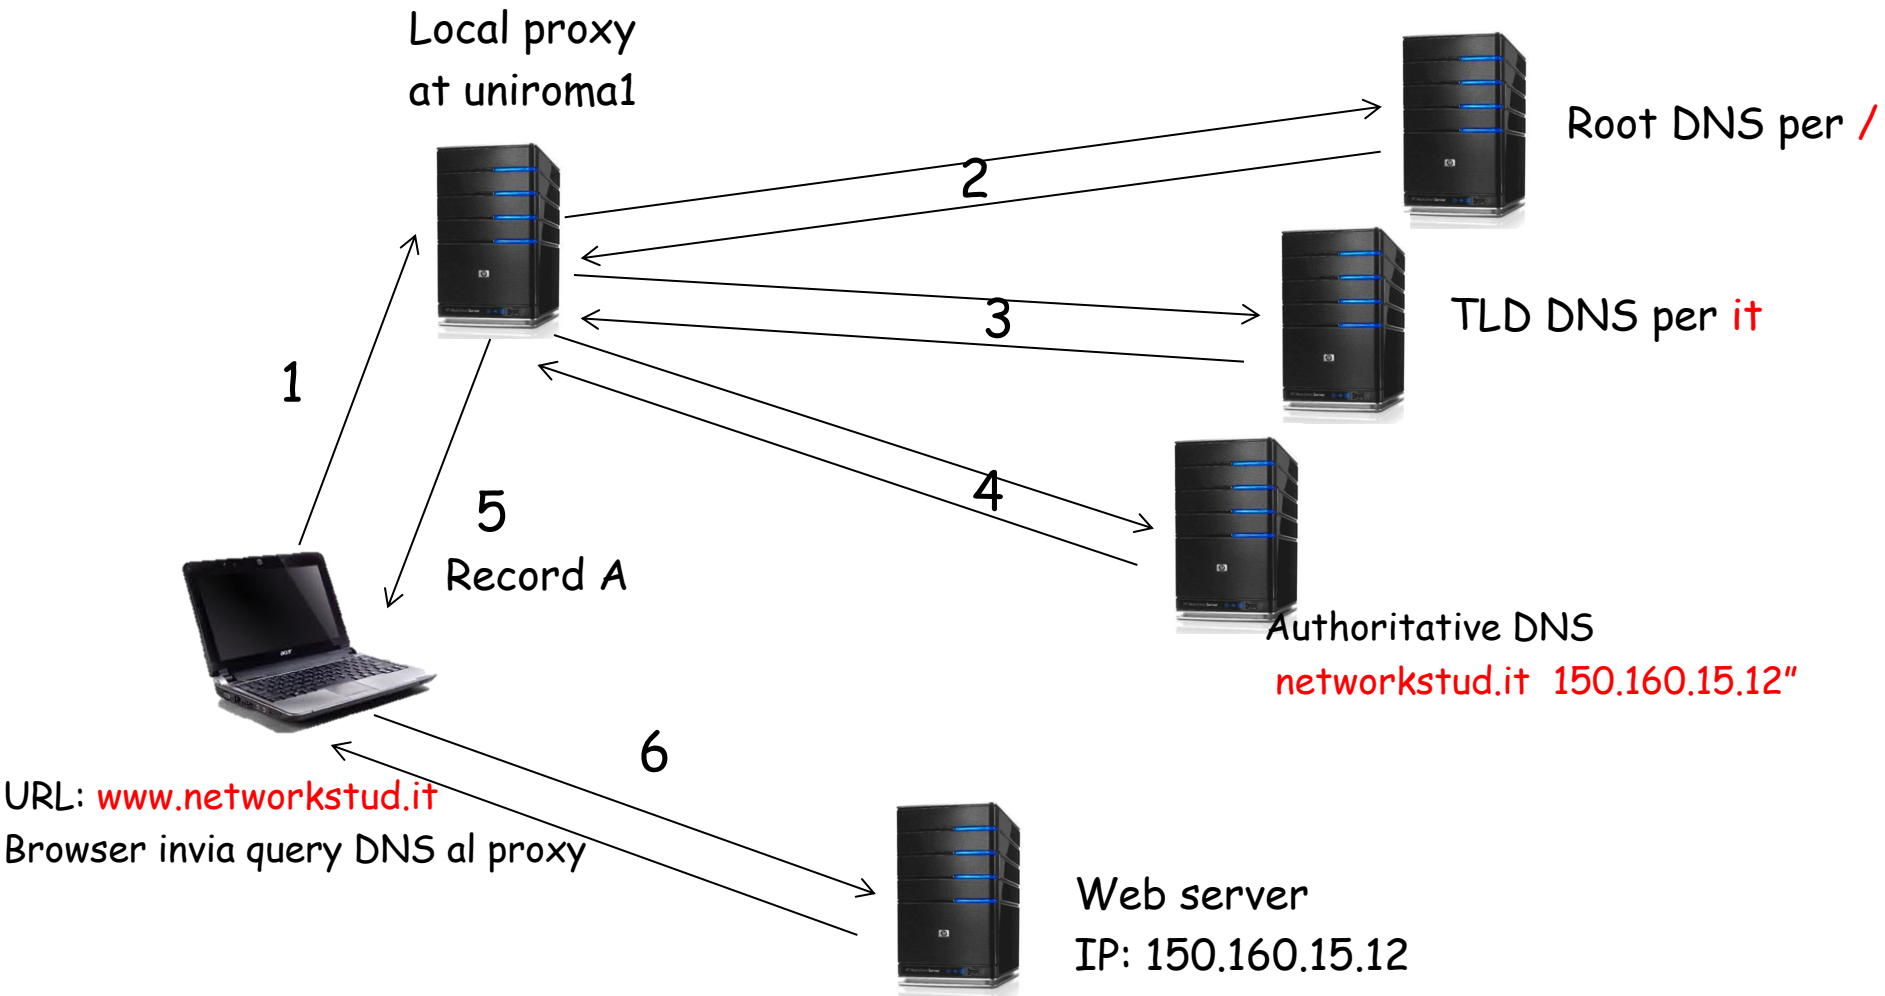 Local proxy
at uniroma1
Root DNS per /
2
TLD DNS per it
3
1
4
5
Record A
Authoritative DNS
networkstud.it 150.160.15.12”
6
URL: www.networkstud.it
Browser invia query DNS al proxy
Web server
IP: 150.160.15.12
acer